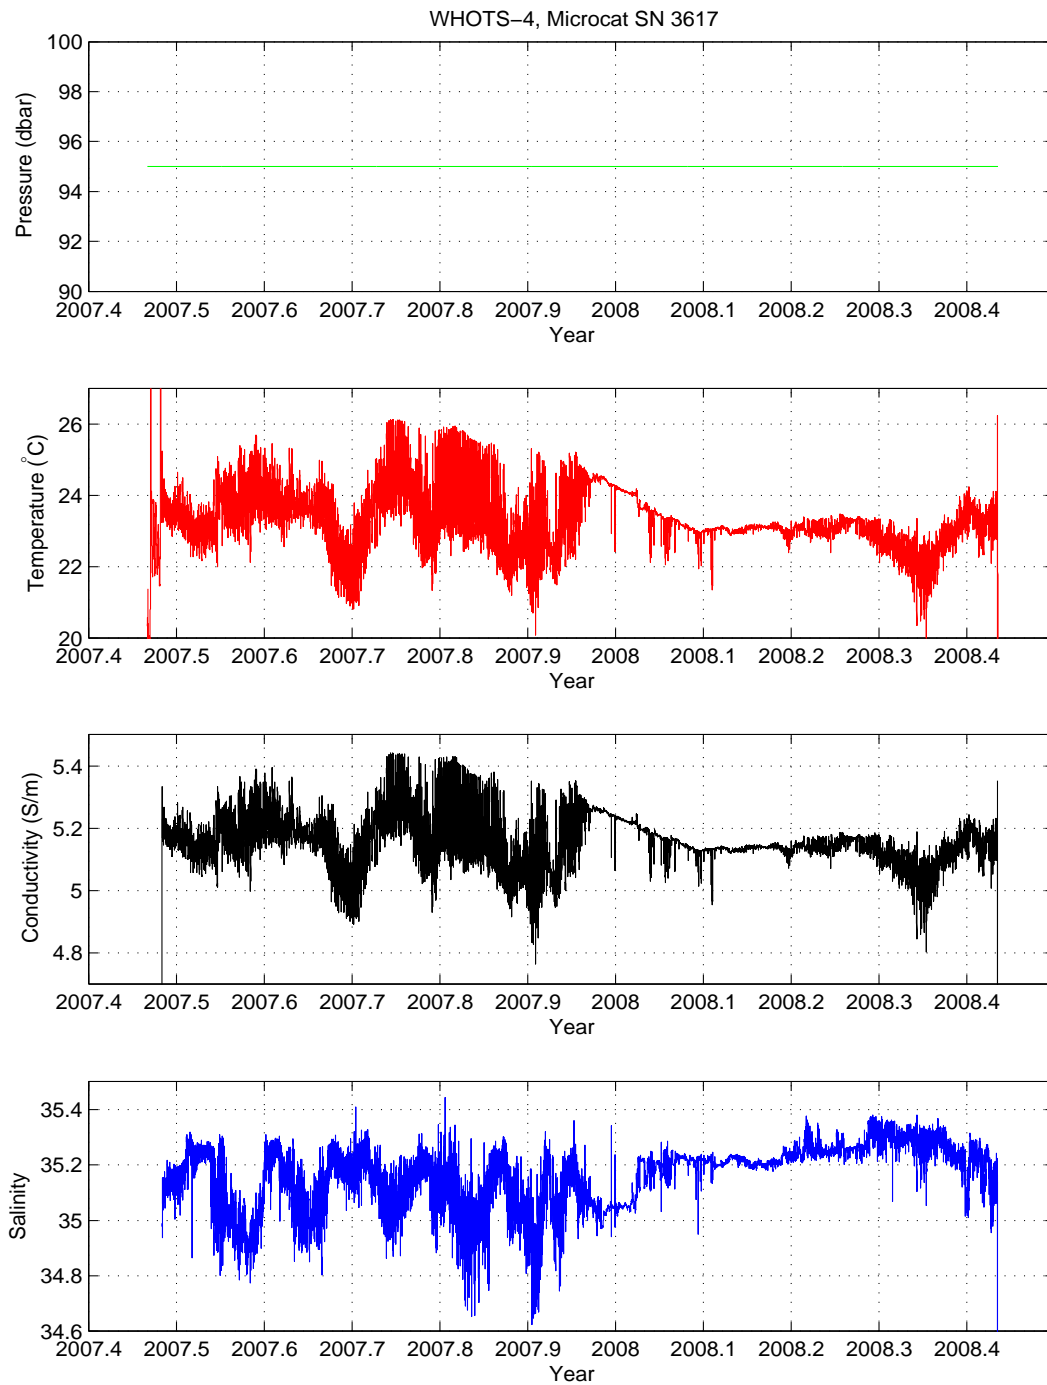 WHOTS−4, Microcat SN 3617
100
98
96
94
92
90
Pressure (dbar)
2007.4 2007.5 2007.6 2007.7 2007.8 2007.9 2008 2008.1 2008.2 2008.3 2008.4
Year
26
24
22
20
Temperature (°C)
2007.4 2007.5 2007.6 2007.7 2007.8 2007.9 2008 2008.1 2008.2 2008.3 2008.4
Year
5.4
5.2
5
4.8
Conductivity (S/m)
2007.4 2007.5 2007.6 2007.7 2007.8 2007.9 2008 2008.1 2008.2 2008.3 2008.4
Year
35.4
35.2
35
34.8
34.6
Salinity
2007.4 2007.5 2007.6 2007.7 2007.8 2007.9 2008 2008.1 2008.2 2008.3 2008.4
Year